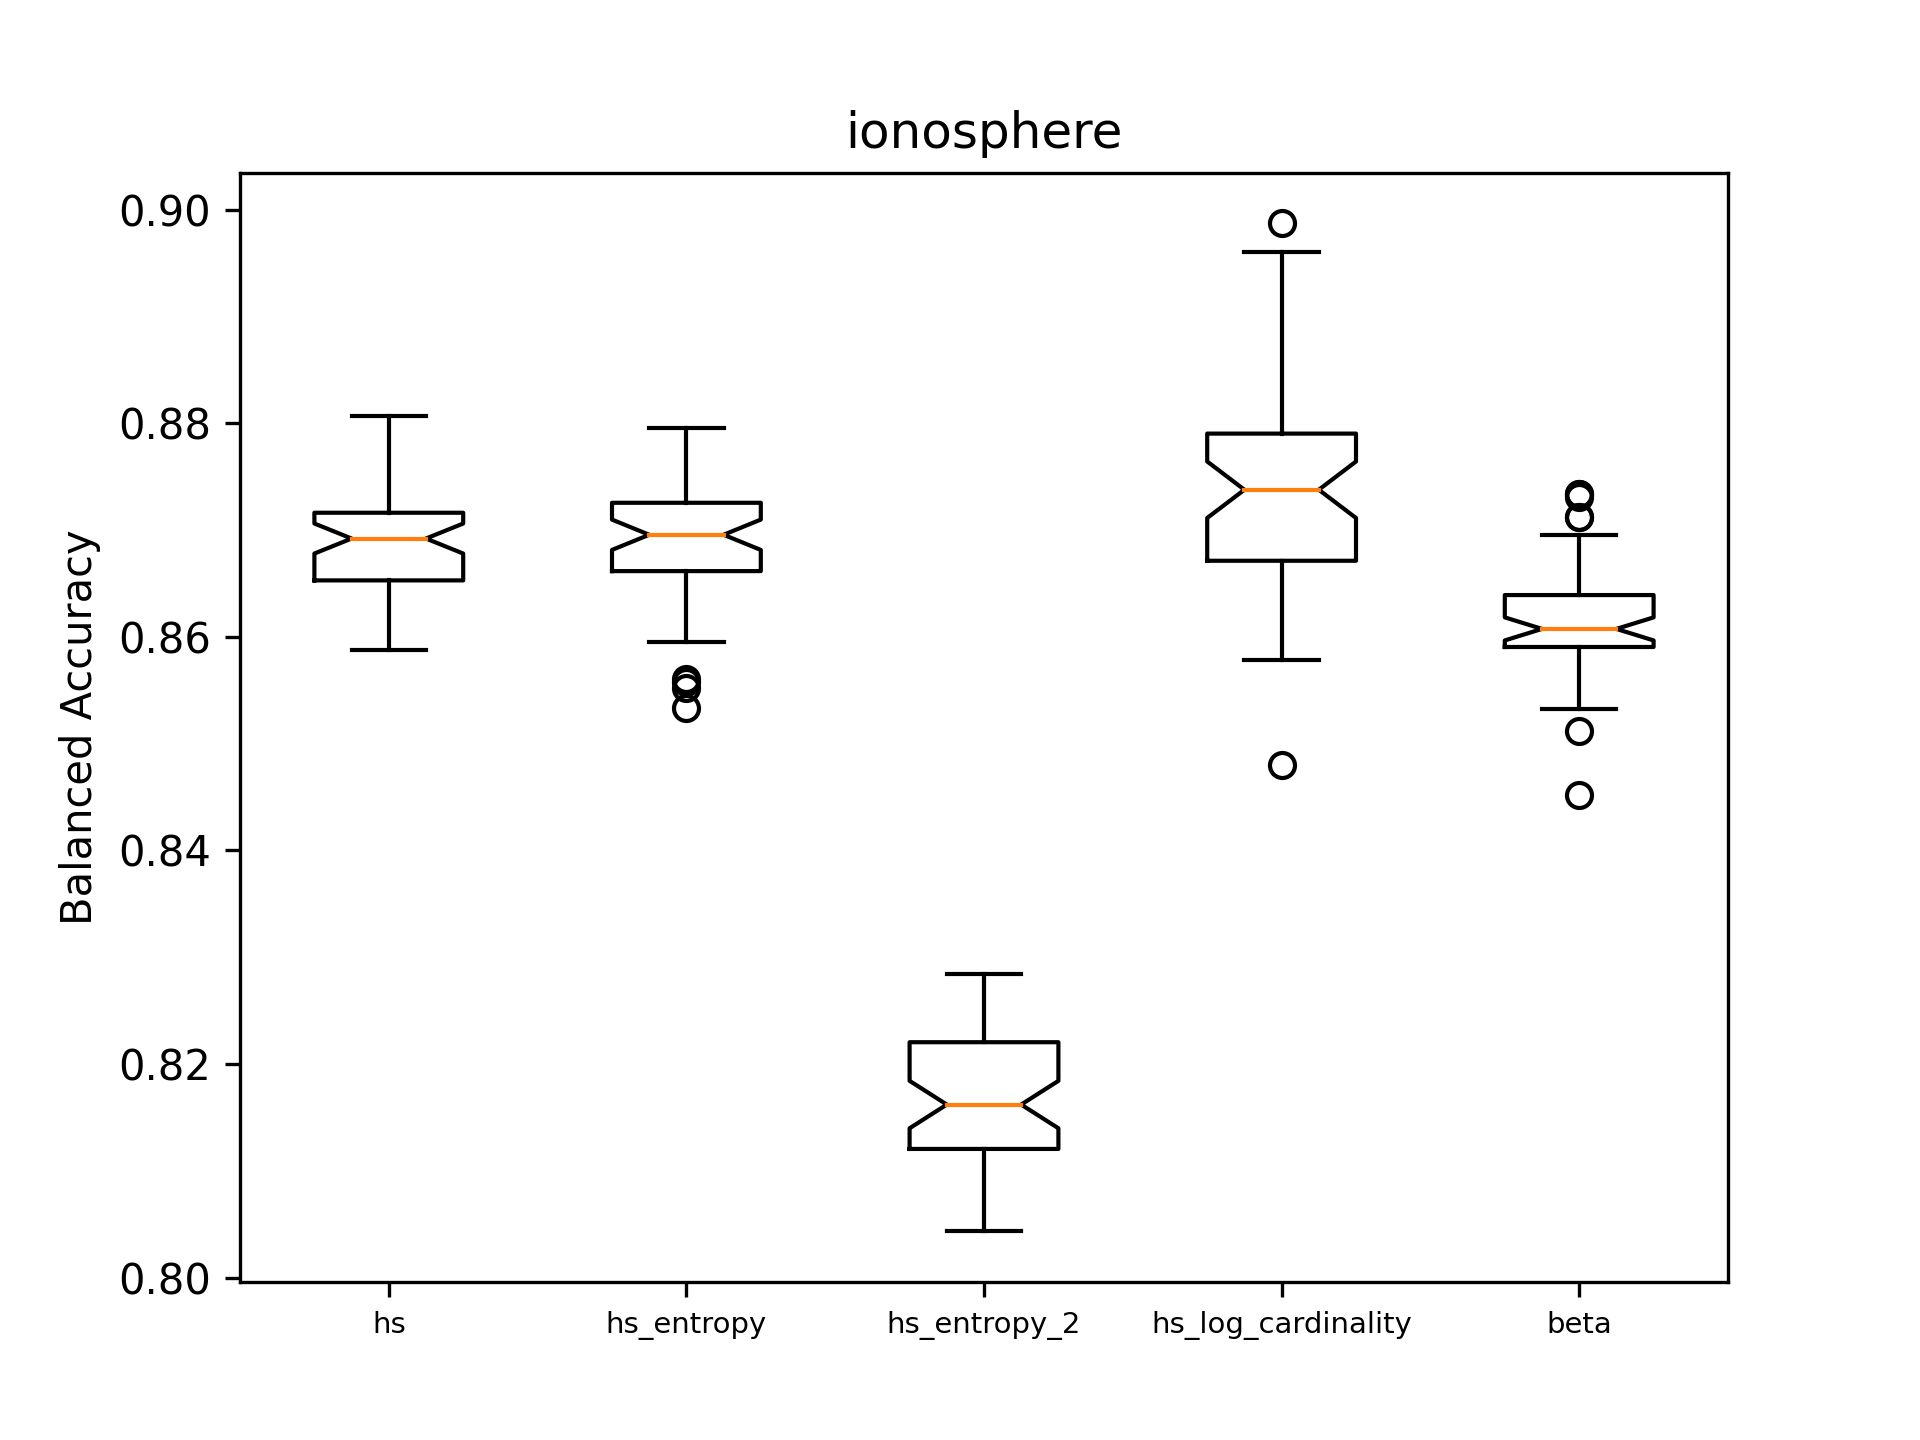 ionosphere
Balanced Accuracy
0.90
0.88
0.86
0.84
0.82
0.80
hs
hs_entropy
hs_entropy_2
hs_log_cardinality
beta